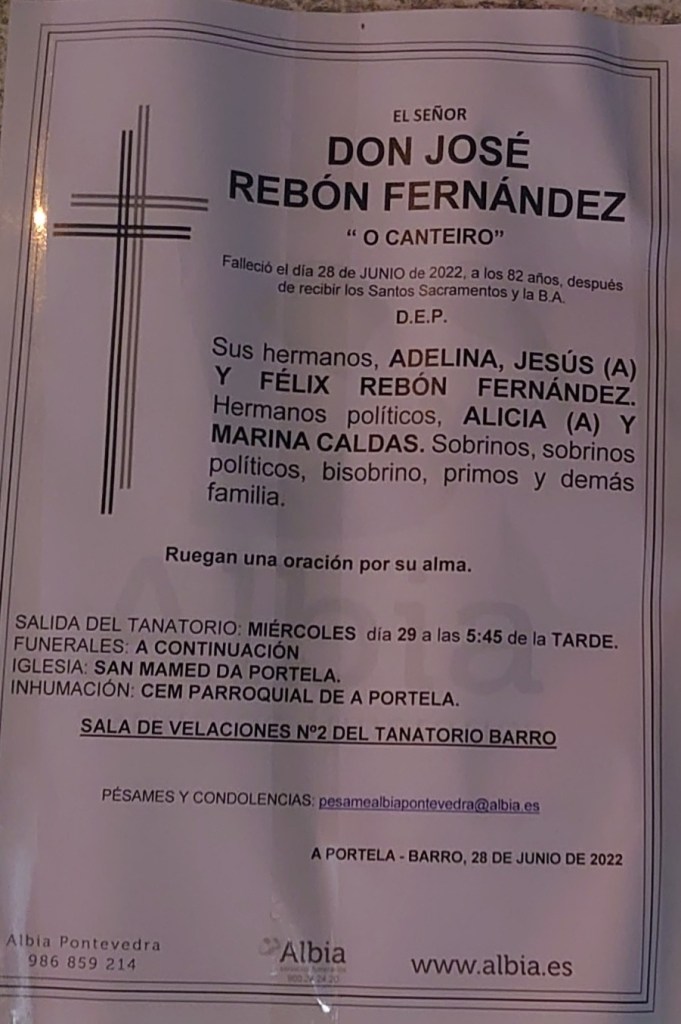 EL SEÑOR
DON JOSÉ
REBÓN FERNÁNDEZ
“ O CANTEIRO”
Falleció el día 28 de JUNIO de 2022, a los 82 años, después
de recibir los Santos Sacramentos y la B.A.
D.E.P.
Sus hermanos, ADELINA, JESÚS (A)
Y FÉLIX REBÓN FERNÁNDEZ.
Hermanos políticos, ALICIA (A) Y
MARINA CALDAS. Sobrinos, sobrinos
políticos, bisobrino, primos y demás
familia.
Ruegan una oración por su alma.
SALIDA DEL TANATORIO: MIÉRCOLES día 29 a las 5:45 de la TARDE.
FUNERALES: A CONTINUACIÓN
IGLESIA: SAN MAMED DA PORTELA.
INHUMACIÓN: CEM PARROQUIAL DE A PORTELA.
SALA DE VELACIONES Nº2 DEL TANATORIO BARRO
PÉSAMES Y CONDOLENCIAS: pesamealbiapontevedra@albia.es
A PORTELA - BARRO, 28 DE JUNIO DE 2022
Albia Pontevedra
986 859 214
Albia
www.albia.es